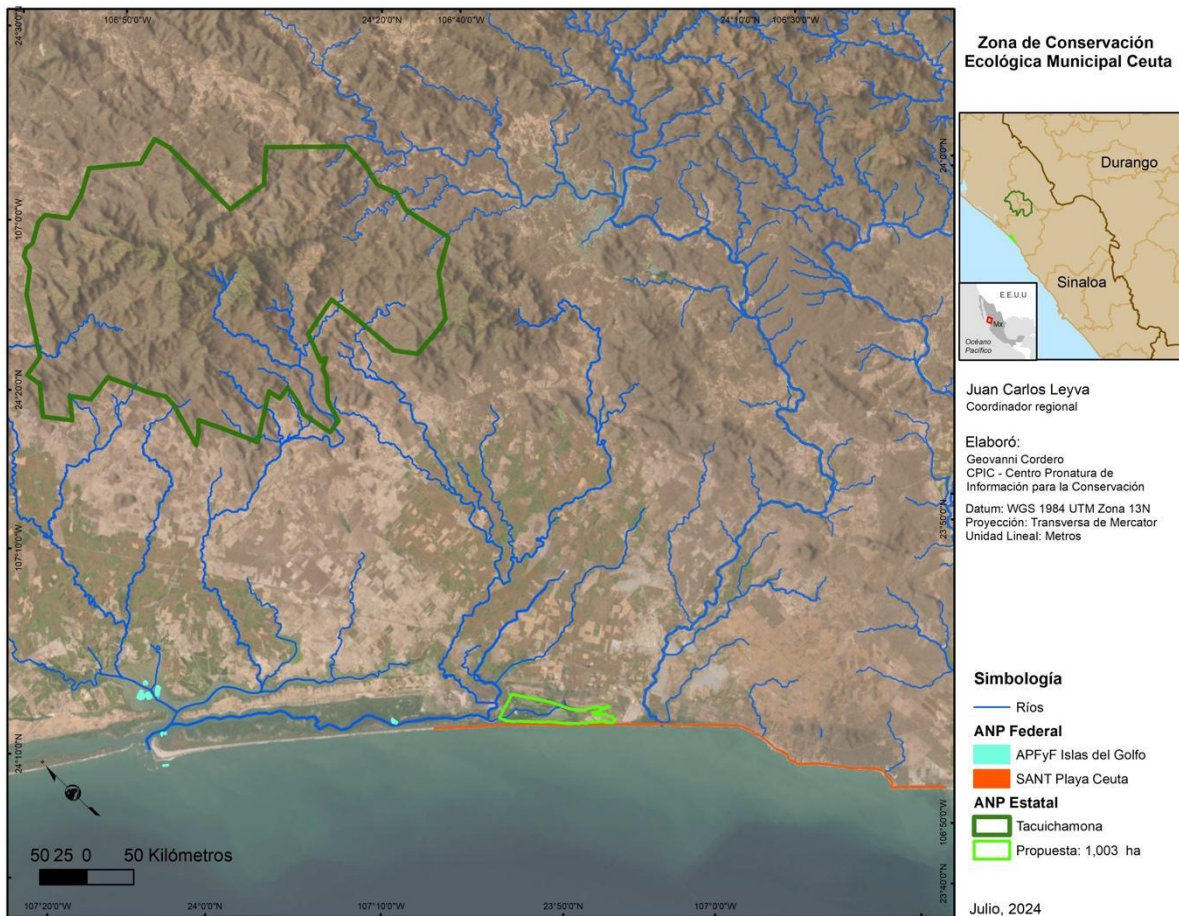 106°50'0"W
24°20'0"N
106°40'0"W
24°10'0"N
106°30'0"W
24°30'0"N
107°0'0"W
24°20'0"N
107°10'0"W
24°10'0"N
24°0'0"N
23°50'0"N
106°50'0"W
23°40'0"N
50 25 0 50 Kilómetros
107°20'0"W
24°0'0"N
107°10'0"W
23°50'0"N
107°0'0"W
Zona de Conservación
Ecológica Municipal Ceuta
Durango
Sinaloa
E.E.U.U
Mx
Océano
Pacífico
Juan Carlos Leyva
Coordinador regional
Elaboró:
Geovanni Cordero
CPIC - Centro Pronatura de
Información para la Conservación
Datum: WGS 1984 UTM Zona 13N
Proyección: Transversa de Mercator
Unidad Lineal: Metros
Simbología
Ríos
ANP Federal
APFyF Islas del Golfo
SANT Playa Ceuta
ANP Estatal
Tacuichamona
Propuesta: 1,003 ha
Julio, 2024